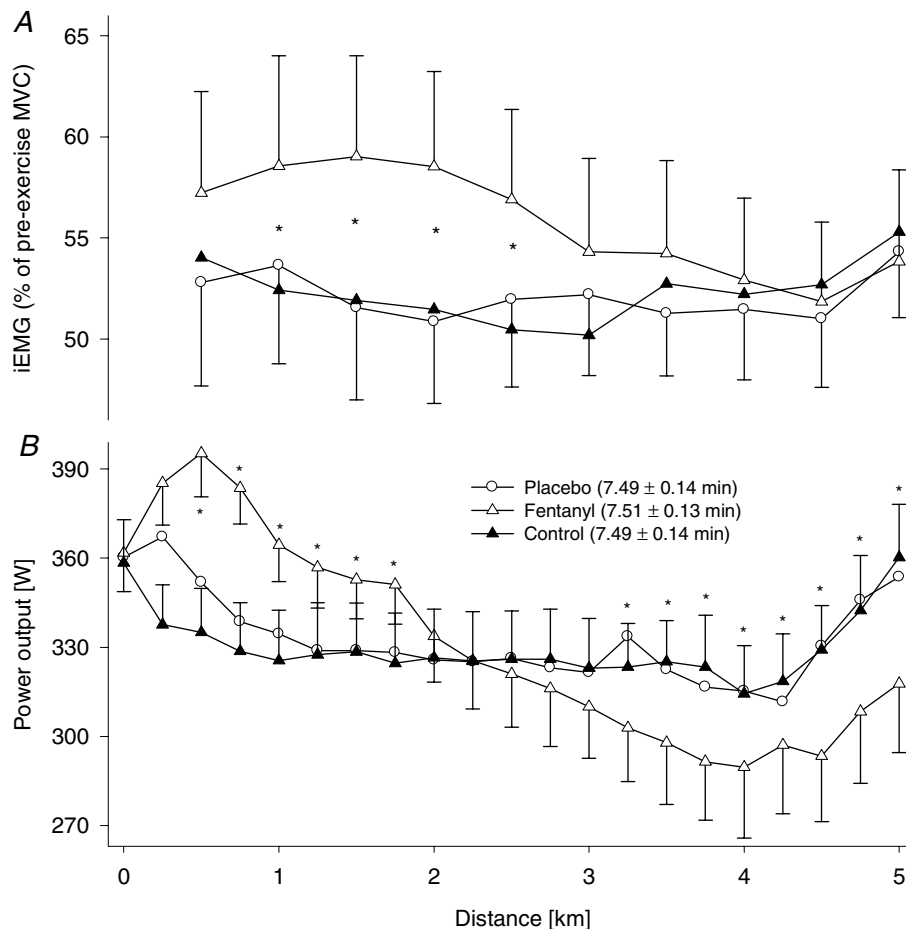 A
iEMG (% of pre-exercise MVC)
65
60
55
50
* * * * *
B
Power output [W]
390
360
330
300
270
Placebo (7.49 ± 0.14 min)
Fentanyl (7.51 ± 0.13 min)
Control (7.49 ± 0.14 min)
* * * * * * * * * * * * * *
0 1 2 3 4 5
Distance [km]